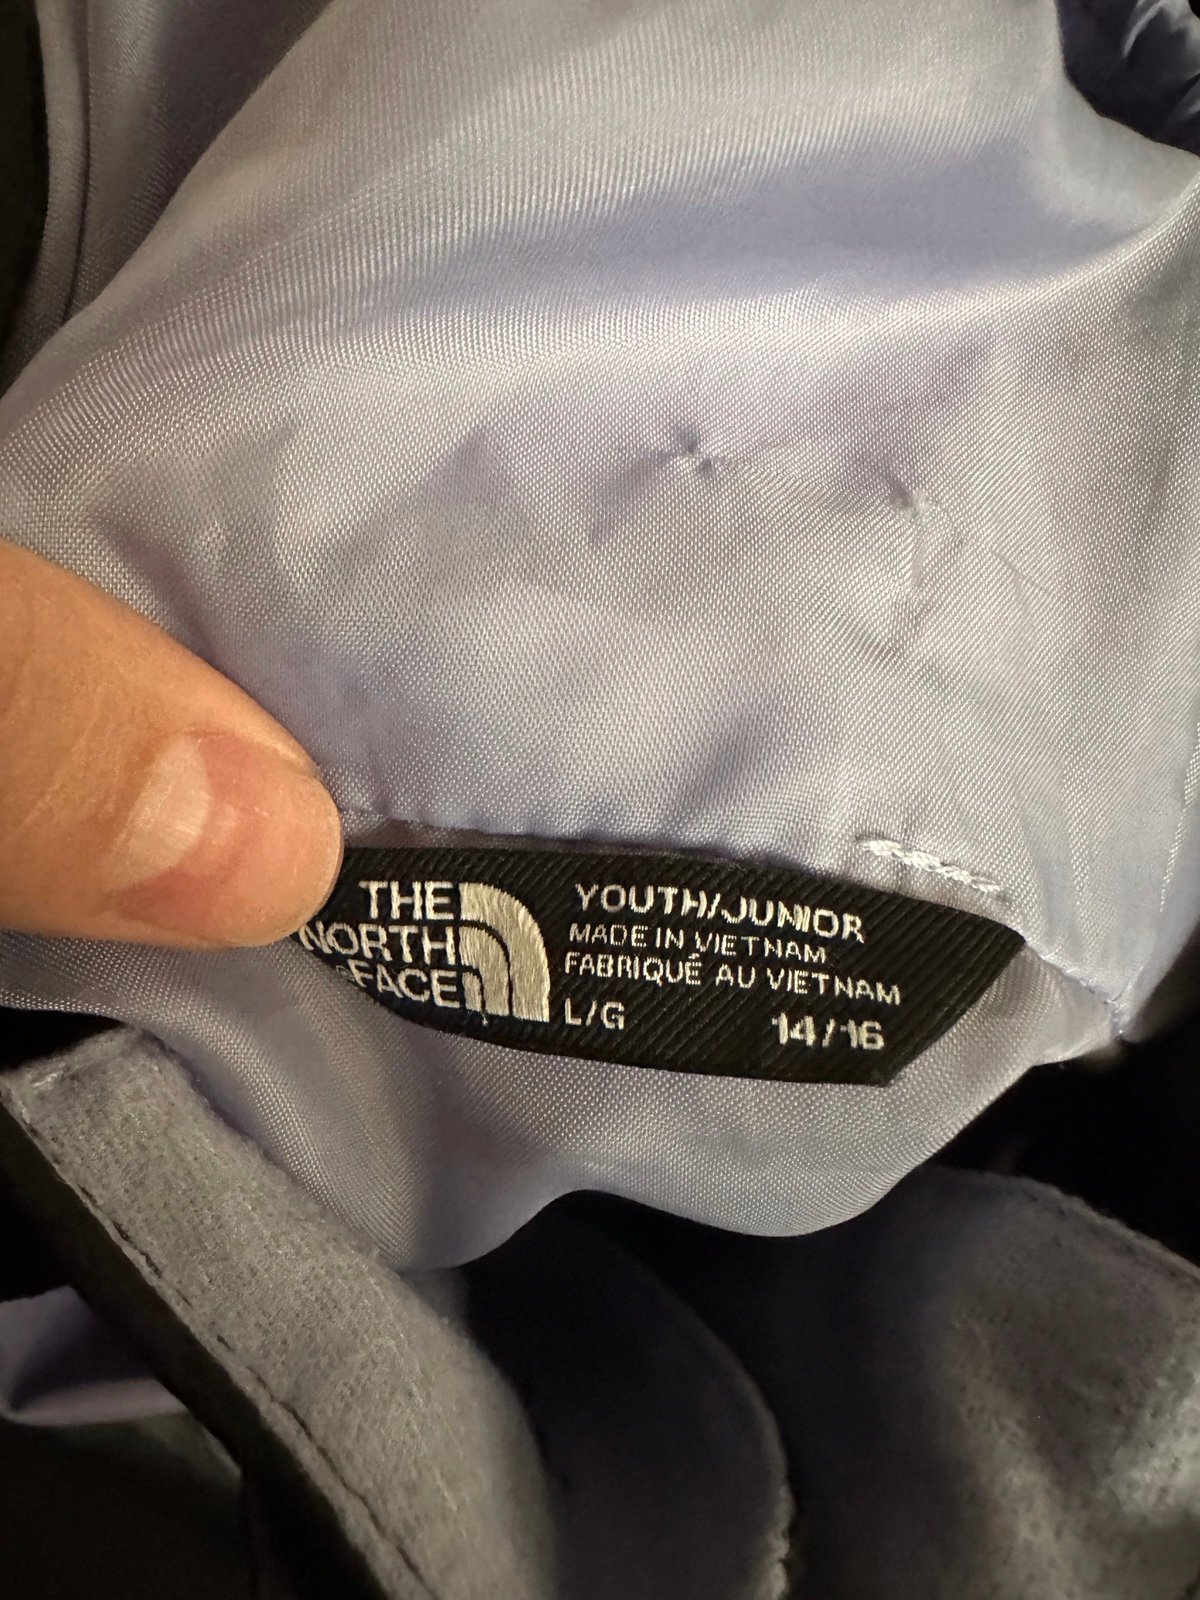 THE
NORTH
FACE
YOUTH/JUNIOR
MADE IN VIETNAM
FABRIQUÉ AU VIETNAM
L/G 14/16